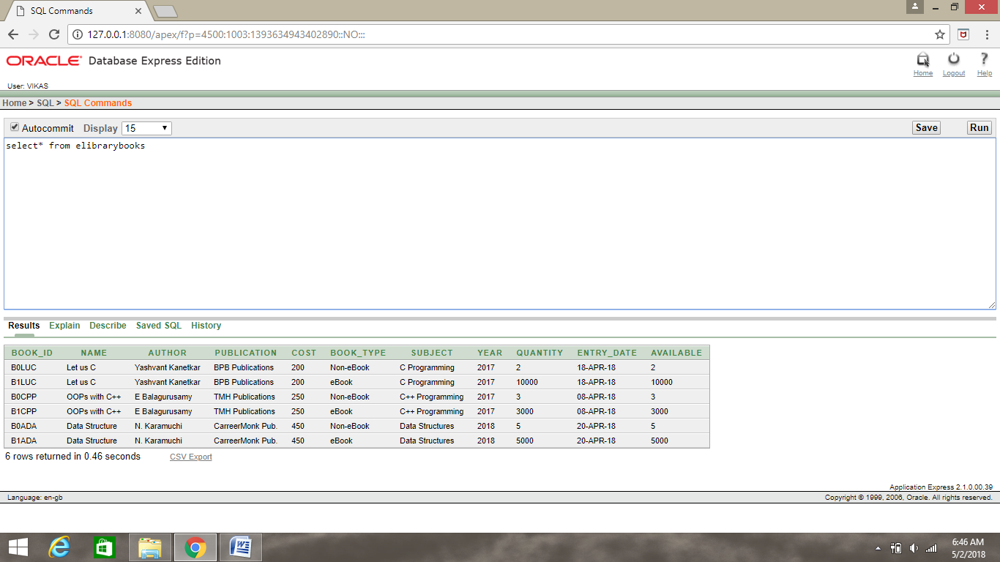 SQL Commands
127.0.0.1:8080/apex/f?p=4500:1003:1393634943402890::NO:::
ORACLE Database Express Edition
Home Logout Help
User: VIKAS
Home > SQL > SQL Commands
Autocommit Display 15 Save Run
select* from elibrarybooks
Results Explain Describe Saved SQL History
BOOK_ID NAME AUTHOR PUBLICATION COST BOOK_TYPE SUBJECT YEAR QUANTITY ENTRY_DATE AVAILABLE
B0LUC Let us C Yashvant Kanetkar BPB Publications 200 Non-eBook C Programming 2017 2 18-APR-18 2
B1LUC Let us C Yashvant Kanetkar BPB Publications 200 eBook C Programming 2017 10000 18-APR-18 10000
B0CPP OOPs with C++ E Balagurusamy TMH Publications 250 Non-eBook C++ Programming 2017 3 08-APR-18 3
B1CPP OOPs with C++ E Balagurusamy TMH Publications 250 eBook C++ Programming 2017 3000 08-APR-18 3000
B0ADA Data Structure N. Karamuchi CarreerMonk Pub. 450 Non-eBook Data Structures 2018 5 20-APR-18 5
B1ADA Data Structure N. Karamuchi CarreerMonk Pub. 450 eBook Data Structures 2018 5000 20-APR-18 5000
6 rows returned in 0.46 seconds CSV Export
Application Express 2.1.0.00.39
Language: en-gb Copyright © 1999, 2006, Oracle. All rights reserved.
6:46 AM
5/2/2018